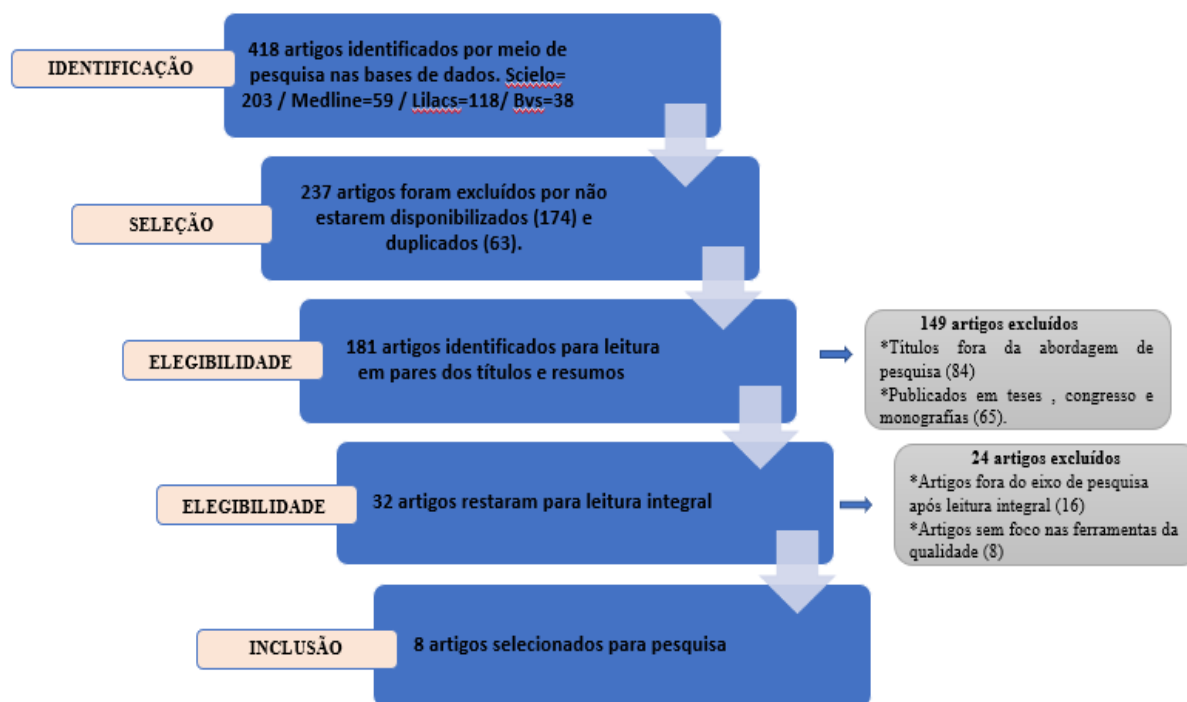 IDENTIFICAÇÃO
418 artigos identificados por meio de
pesquisa nas bases de dados. Scielo=
203 / Medline=59 / Lilacs=118/ Bvs=38
SELEÇÃO
237 artigos foram excluídos por não
estarem disponibilizados (174) e
duplicados (63).
ELEGIBILIDADE
181 artigos identificados para leitura
em pares dos títulos e resumos
149 artigos excluídos
*Títulos fora da abordagem de
pesquisa (84)
*Publicados em teses , congresso e
monografias (65).
ELEGIBILIDADE
32 artigos restaram para leitura integral
24 artigos excluídos
*Artigos fora do eixo de pesquisa
após leitura integral (16)
*Artigos sem foco nas ferramentas da
qualidade (8)
INCLUSÃO
8 artigos selecionados para pesquisa